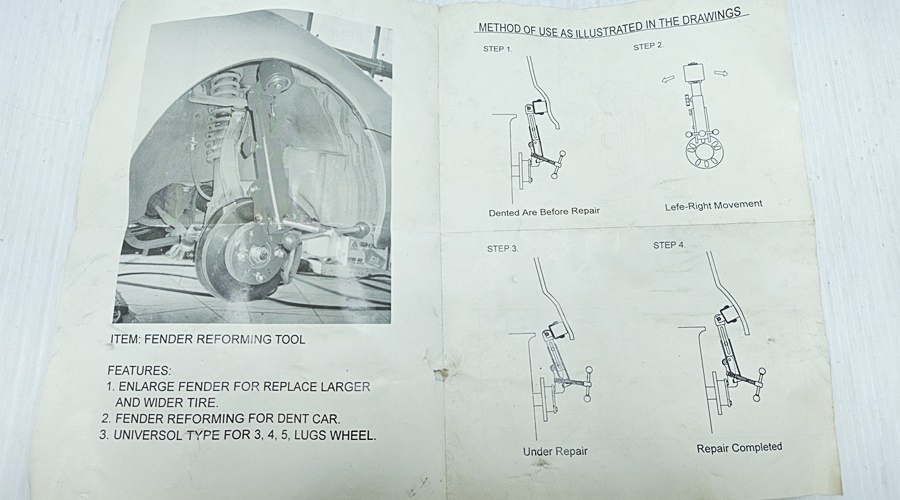 ITEM: FENDER REFORMING TOOL
FEATURES:
1. ENLARGE FENDER FOR REPLACE LARGER
AND WIDER TIRE.
2. FENDER REFORMING FOR DENT CAR.
3. UNIVERSOL TYPE FOR 3, 4, 5, LUGS WHEEL.
METHOD OF USE AS ILLUSTRATED IN THE DRAWINGS
STEP 1.
Dented Are Before Repair
STEP 2.
Lefe-Right Movement
STEP 3.
Under Repair
STEP 4.
Repair Completed